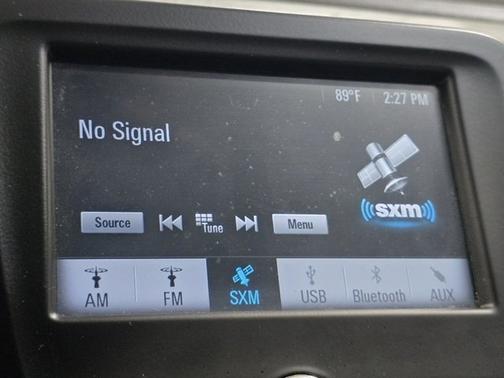 89°F 2:27 PM
No Signal
sxm
Source Tune Menu
AM FM SXM USB Bluetooth AUX